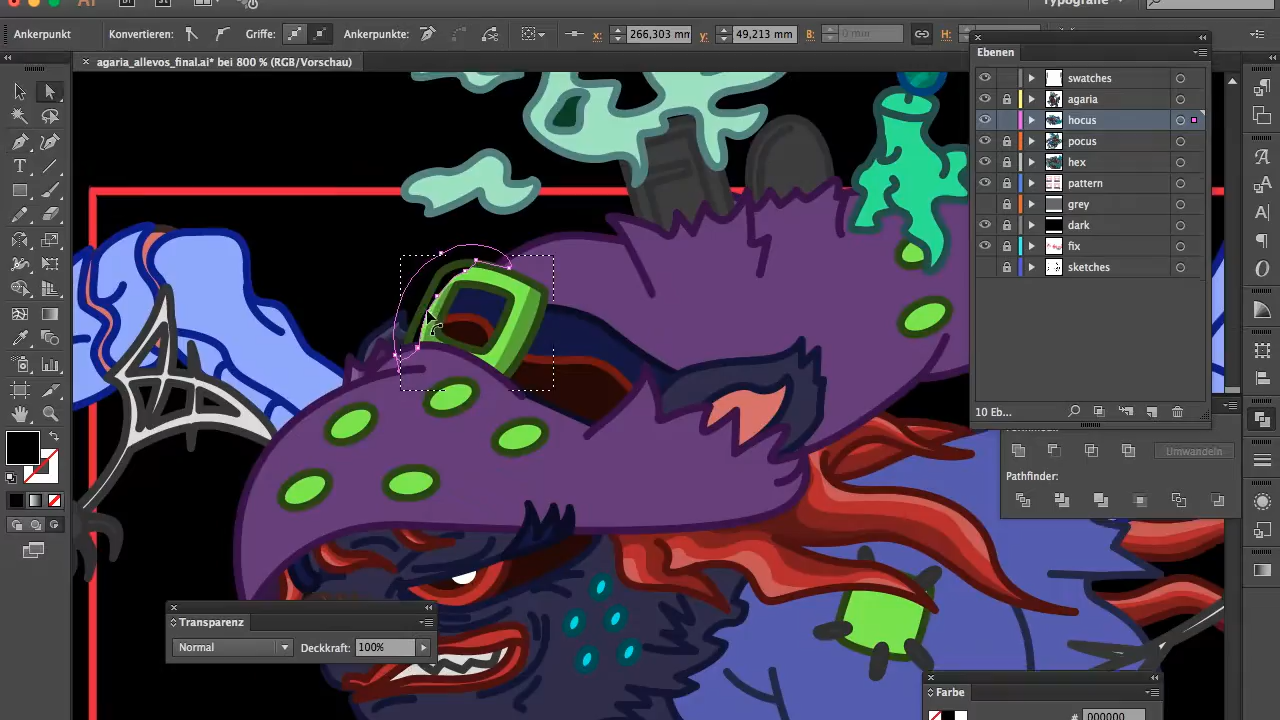 Typografie
Ankerpunkt
Konvertieren:
Griffe:
Ankerpunkte:
x:
266,303 mm
y:
49,213 mm
B:
0 mm
H:
agaria_allevos_final.ai* bei 800 % (RGB/Vorschau)
Ebenen
swatches
agaria
hocus
pocus
hex
pattern
grey
dark
fix
sketches
10 Eb...
Umwandeln
Pathfinder:
Transparenz
Normal
Deckkraft:
100%
Farbe
#
000000